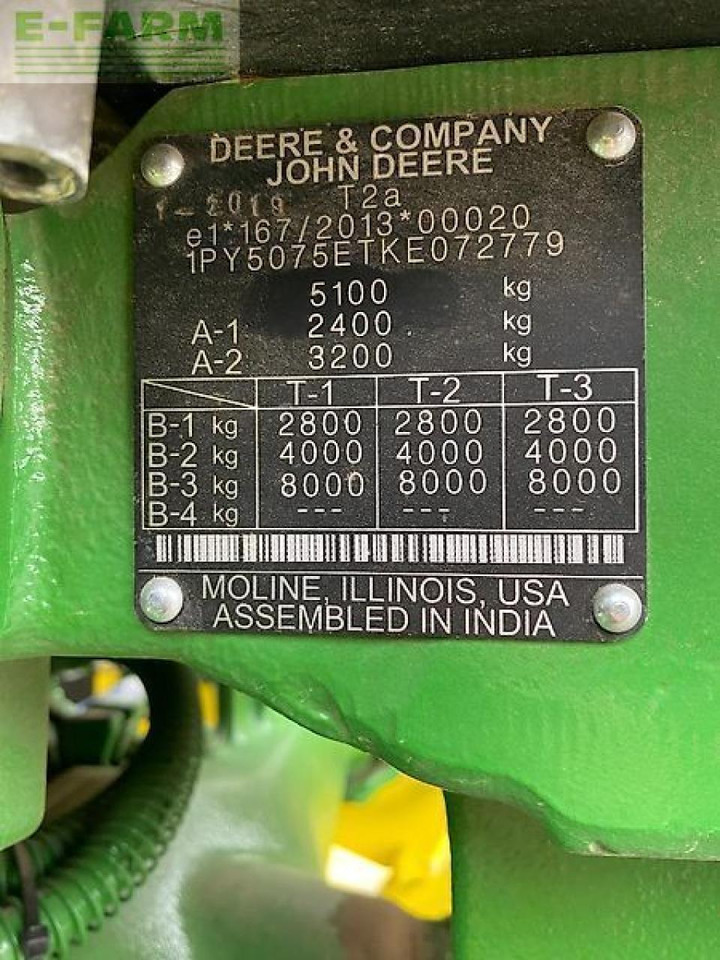 E-FARM
DEERE & COMPANY
JOHN DEERE
1-2019 T2a
e1*167/2013*00020
1PY5075ETKE072779
5100 kg
A-1 2400 kg
A-2 3200 kg
T-1 T-2 T-3
B-1 kg 2800 2800 2800
B-2 kg 4000 4000 4000
B-3 kg 8000 8000 8000
B-4 kg --- --- ---
MOLINE, ILLINOIS, USA
ASSEMBLED IN INDIA